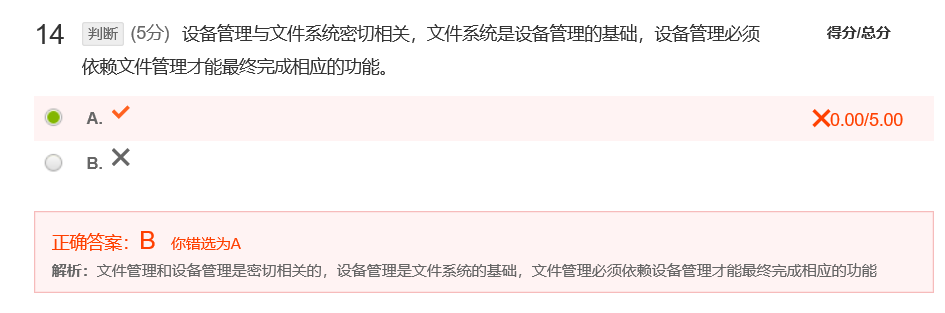 14 判断 (5分) 设备管理与文件系统密切相关，文件系统是设备管理的基础，设备管理必须 得分/总分
依赖文件管理才能最终完成相应的功能。
A. ✓ ✕0.00/5.00
B. ✕
正确答案：B 你错选为A
解析：文件管理和设备管理是密切相关的，设备管理是文件系统的基础，文件管理必须依赖设备管理才能最终完成相应的功能